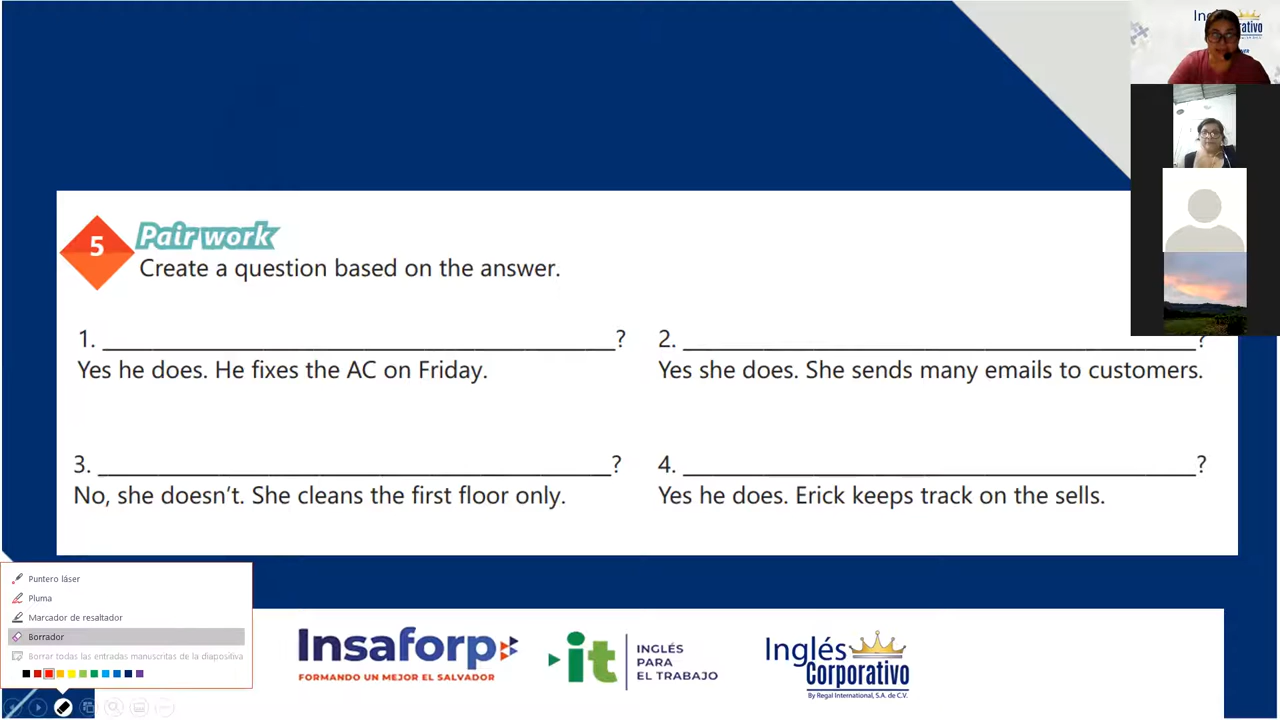 5
Pair work
Create a question based on the answer.
1. ________________________________________?
Yes he does. He fixes the AC on Friday.
2. ________________________________________?
Yes she does. She sends many emails to customers.
3. ________________________________________?
No, she doesn't. She cleans the first floor only.
4. ________________________________________?
Yes he does. Erick keeps track on the sells.
Puntero láser
Pluma
Marcador de resaltador
Borrador
Borrar todas las entradas manuscritas de la diapositiva
Insaforp
FORMANDO UN MEJOR EL SALVADOR
it
INGLÉS
PARA
EL TRABAJO
Inglés
Corporativo
By Regal International, S.A. de C.V.